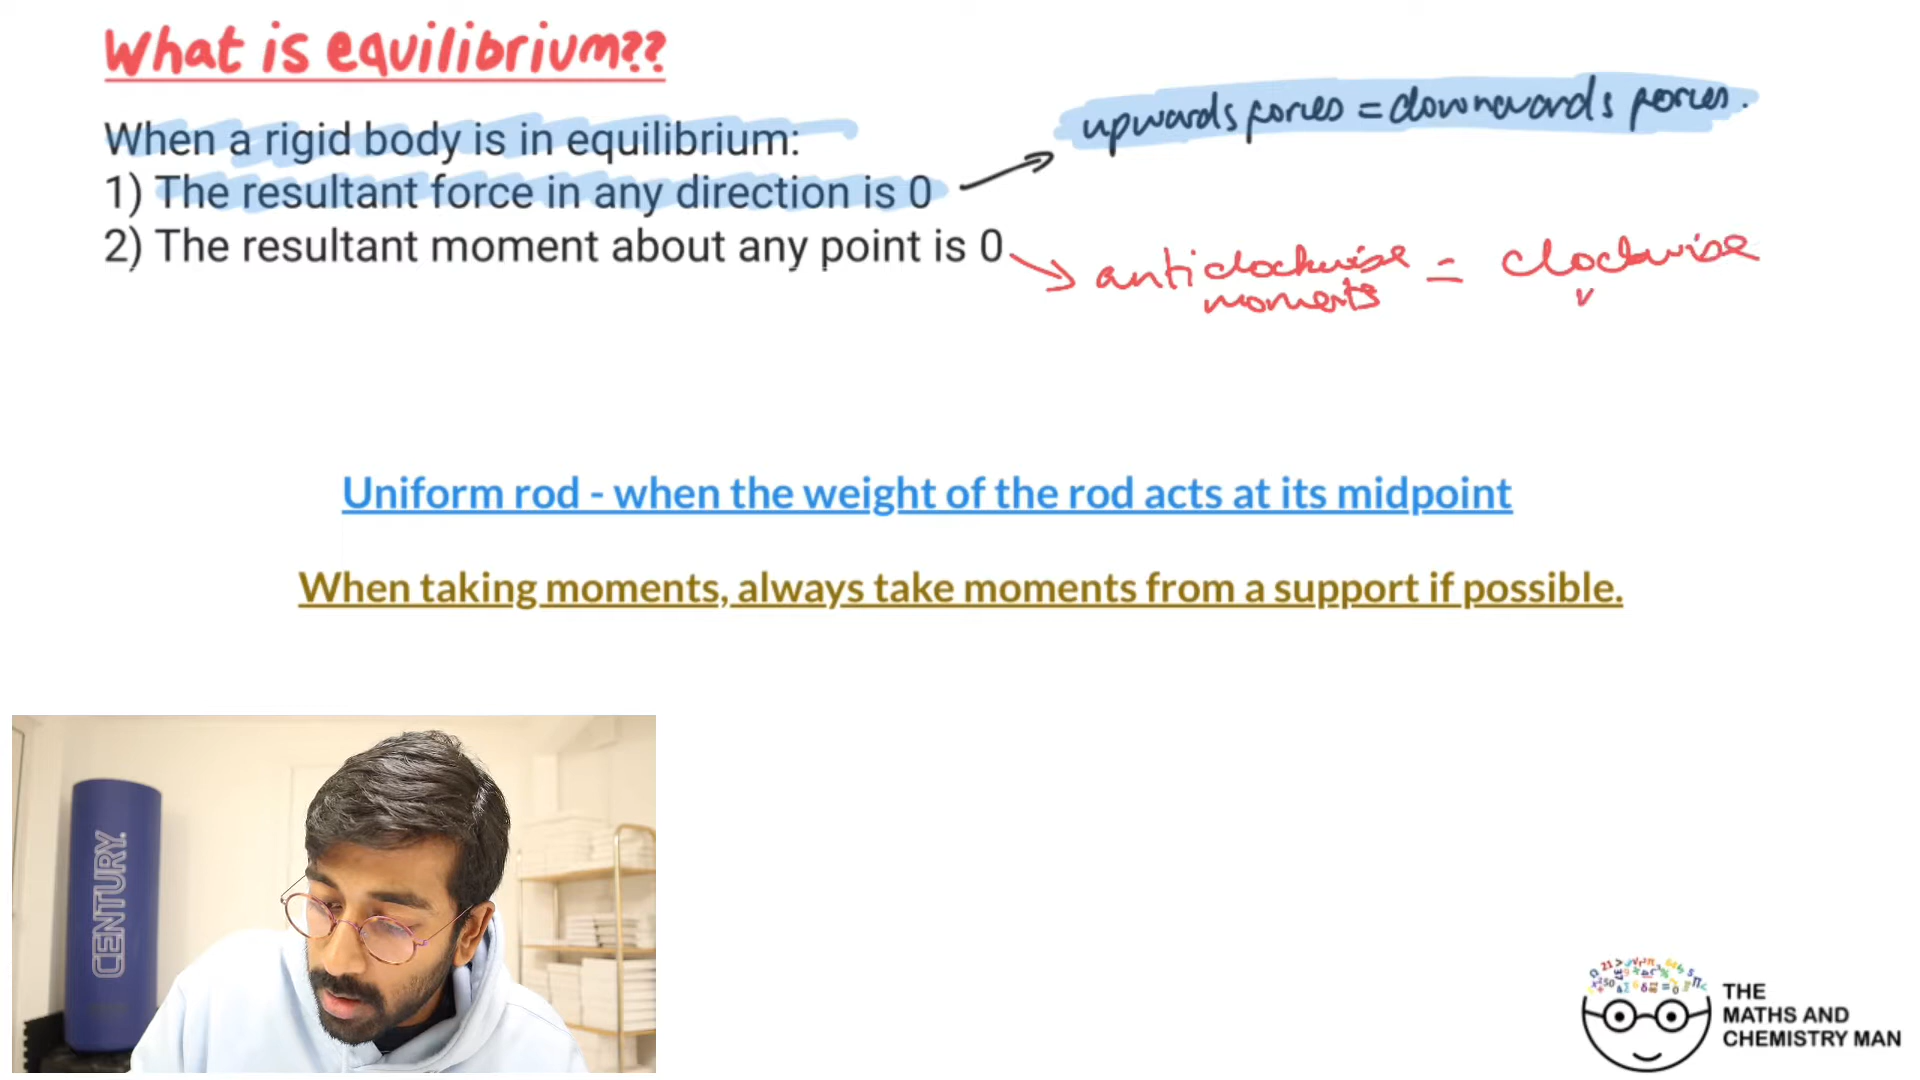 What is equilibrium??
When a rigid body is in equilibrium:
1) The resultant force in any direction is 0
upwards forces = downwards forces.
2) The resultant moment about any point is 0
anticlockwise = clockwise
moments
Uniform rod - when the weight of the rod acts at its midpoint
When taking moments, always take moments from a support if possible.
CENTURY.
THE
MATHS AND
CHEMISTRY MAN